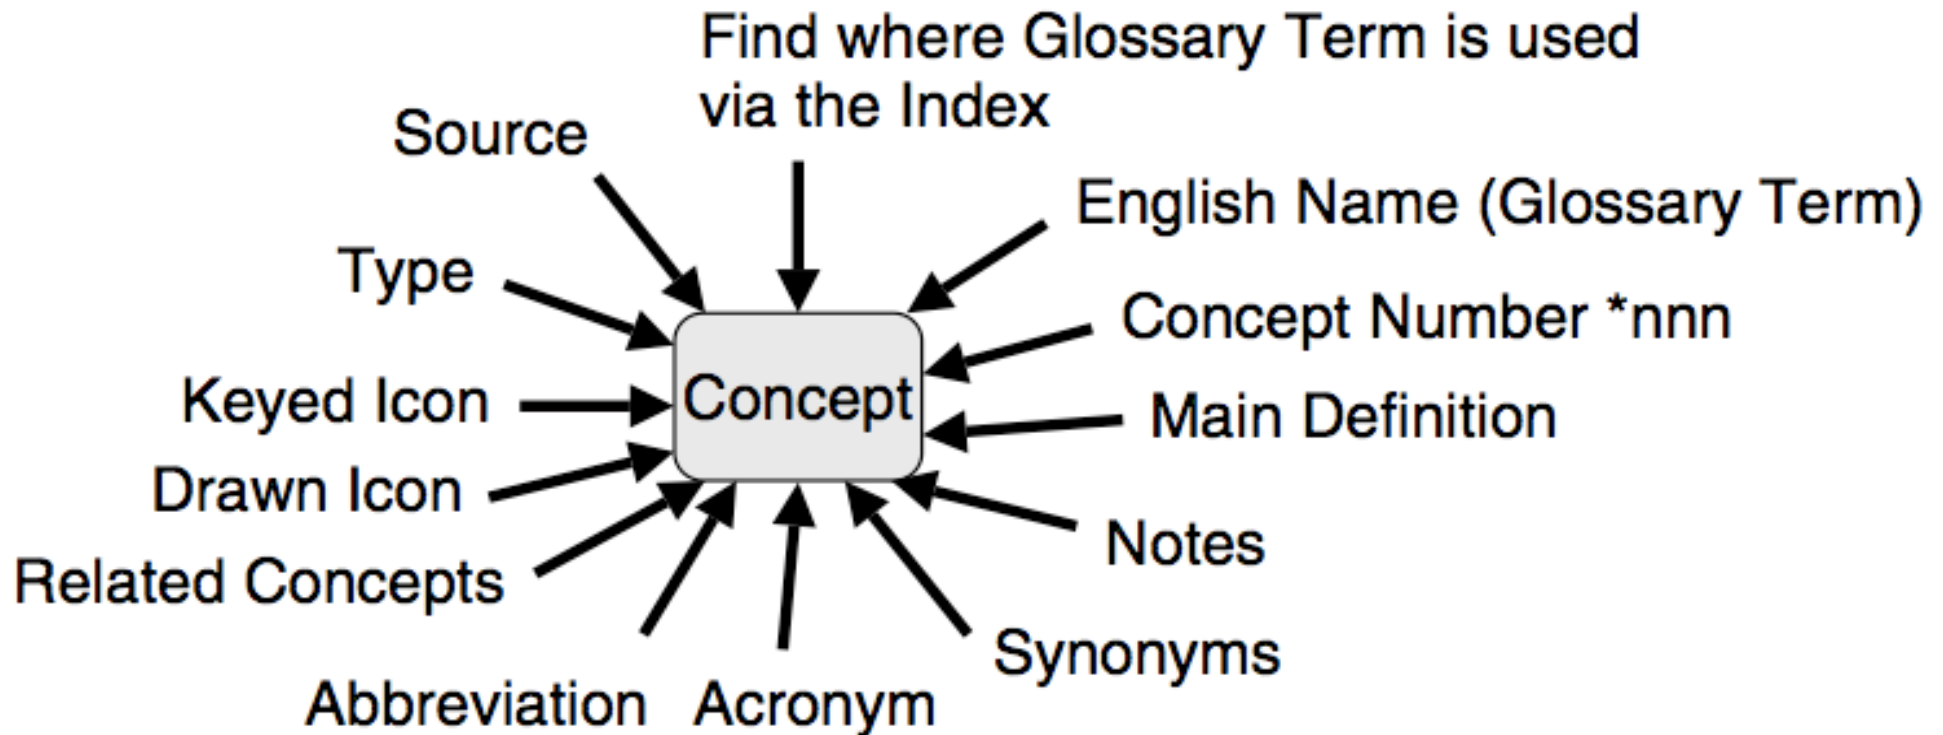 Find where Glossary Term is used
via the Index
Source
English Name (Glossary Term)
Type
Concept Number *nnn
Keyed Icon
Concept
Main Definition
Drawn Icon
Notes
Related Concepts
Synonyms
Abbreviation
Acronym